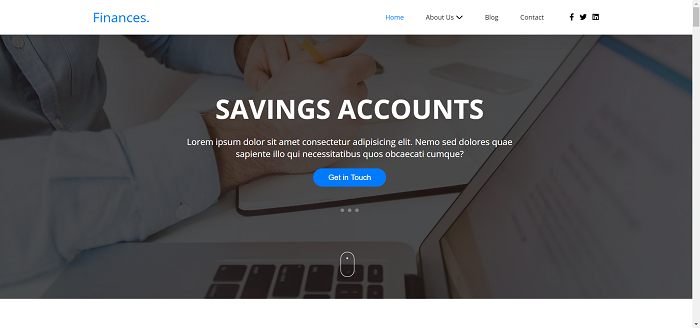 Finances.
Home About Us Blog Contact
SAVINGS ACCOUNTS
Lorem ipsum dolor sit amet consectetur adipisicing elit. Nemo sed dolores quae
sapiente illo qui necessitatibus quos obcaecati cumque?
Get in Touch